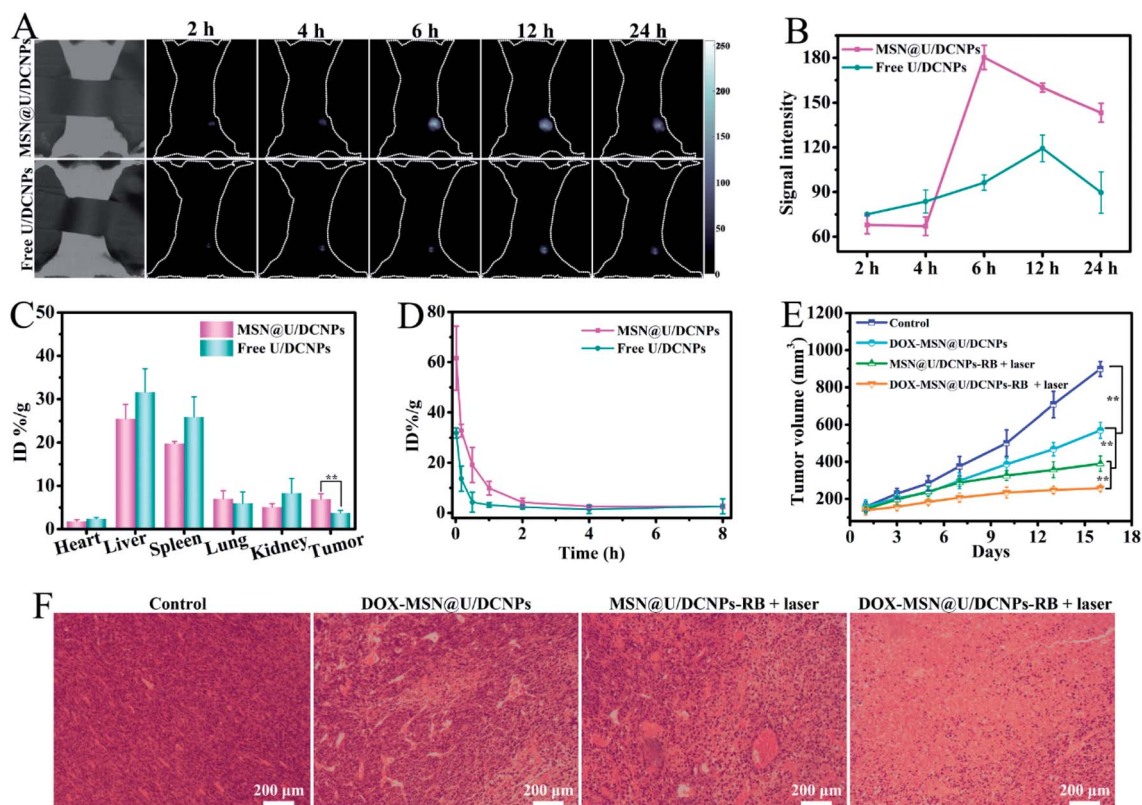 A
2 h 4 h 6 h 12 h 24 h
MSN@U/DCNPs
Free U/DCNPs
250
200
150
100
50
0
B
MSN@U/DCNPs
Free U/DCNPs
Signal intensity
180
150
120
90
60
2 h 4 h 6 h 12 h 24 h
C
MSN@U/DCNPs
Free U/DCNPs
ID %/g
50
40
30
20
10
0
**
Heart Liver Spleen Lung Kidney Tumor
D
MSN@U/DCNPs
Free U/DCNPs
ID%/g
80
60
40
20
0
0 2 4 6 8
Time (h)
E
Control
DOX-MSN@U/DCNPs
MSN@U/DCNPs-RB + laser
DOX-MSN@U/DCNPs-RB + laser
Tumor volume (mm³)
1200
1000
800
600
400
200
**
**
**
0 3 6 9 12 15 18
Days
F
Control DOX-MSN@U/DCNPs MSN@U/DCNPs-RB + laser DOX-MSN@U/DCNPs-RB + laser
200 μm 200 μm 200 μm 200 μm